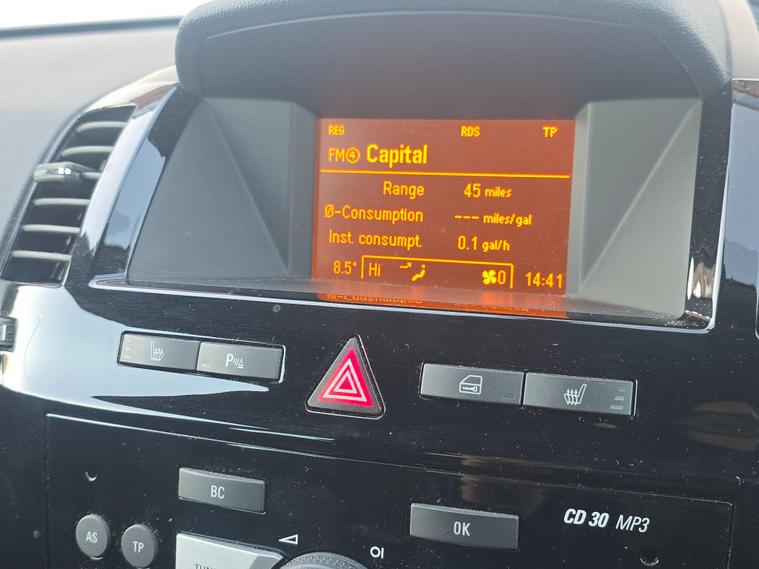 REG RDS TP
FM④ Capital
Range 45 miles
Ø-Consumption --- miles/gal
Inst. consumpt. 0.1 gal/h
8.5° Hi 0 14:41
P
BC
OK
CD 30 MP3
AS
TP